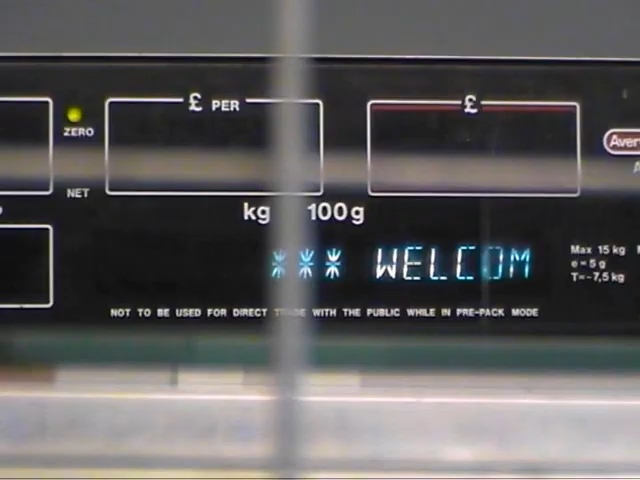 £ PER
£
ZERO
Aver
NET
kg 100g
*** WELCOM
Max 15 kg
e = 5 g
T= -7,5 kg
NOT TO BE USED FOR DIRECT TRADE WITH THE PUBLIC WHILE IN PRE-PACK MODE